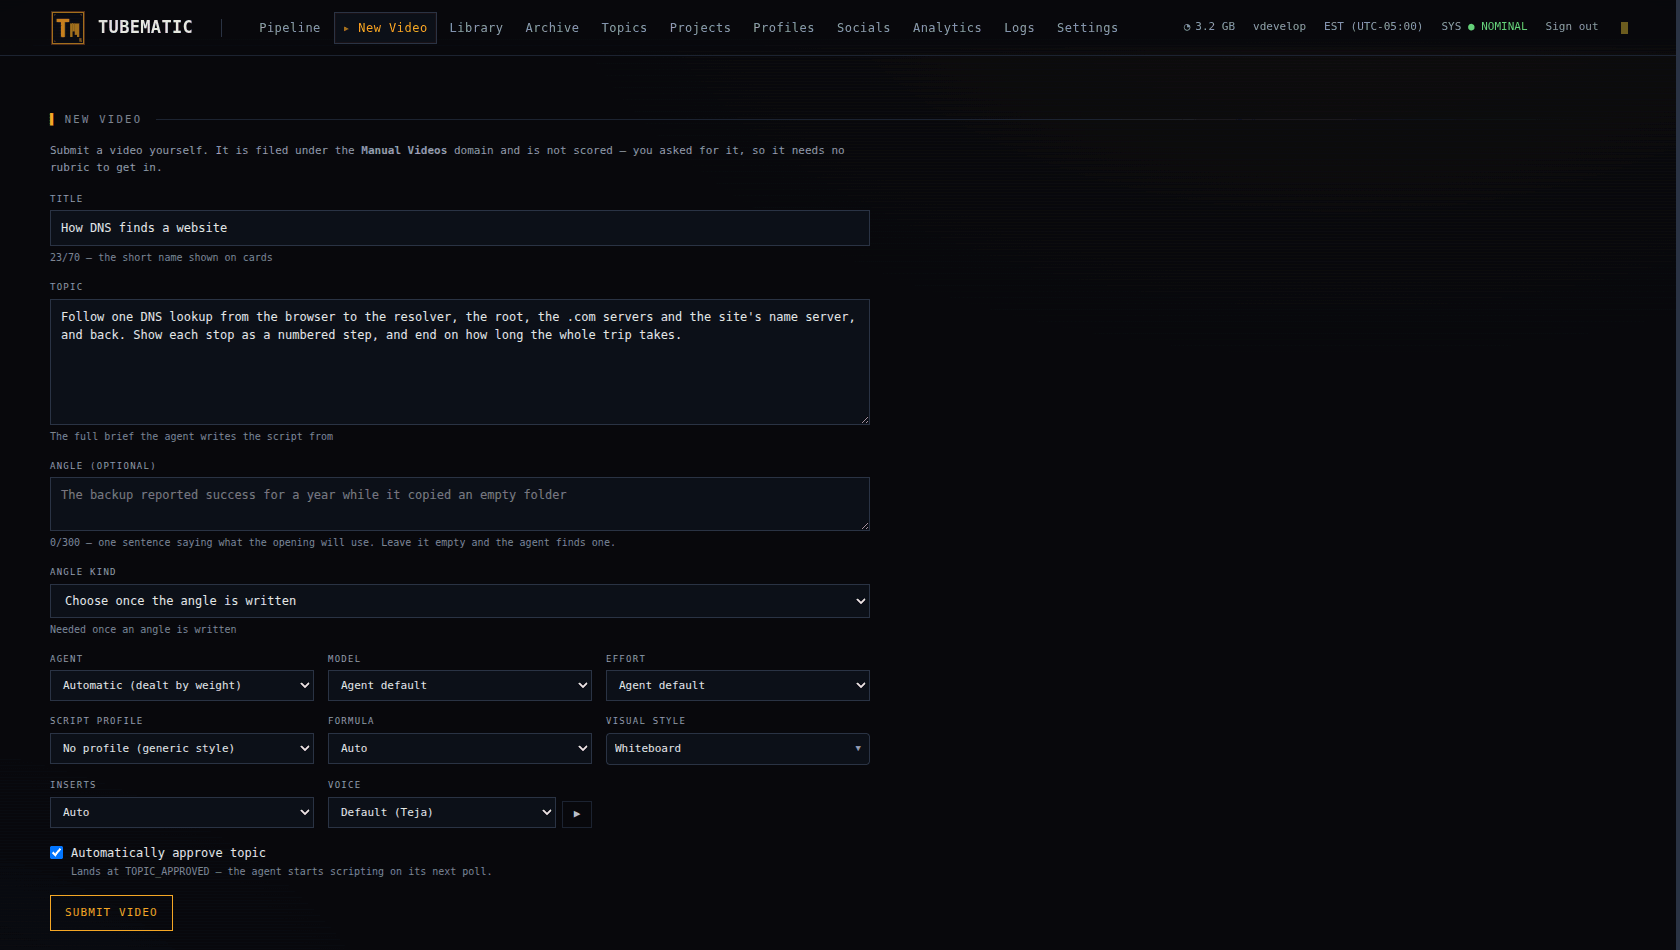 TUBEMATIC
Pipeline
▸ New Video
Library
Archive
Topics
Projects
Profiles
Socials
Analytics
Logs
Settings
3.2 GB
vdevelop
EST (UTC-05:00)
SYS ● NOMINAL
Sign out
NEW VIDEO
Submit a video yourself. It is filed under the Manual Videos domain and is not scored — you asked for it, so it needs no
rubric to get in.
TITLE
How DNS finds a website
23/70 — the short name shown on cards
TOPIC
Follow one DNS lookup from the browser to the resolver, the root, the .com servers and the site's name server,
and back. Show each stop as a numbered step, and end on how long the whole trip takes.
The full brief the agent writes the script from
ANGLE (OPTIONAL)
The backup reported success for a year while it copied an empty folder
0/300 — one sentence saying what the opening will use. Leave it empty and the agent finds one.
ANGLE KIND
Choose once the angle is written
Needed once an angle is written
AGENT
MODEL
EFFORT
Automatic (dealt by weight)
Agent default
Agent default
SCRIPT PROFILE
FORMULA
VISUAL STYLE
No profile (generic style)
Auto
Whiteboard
INSERTS
VOICE
Auto
Default (Teja)
Automatically approve topic
Lands at TOPIC_APPROVED — the agent starts scripting on its next poll.
SUBMIT VIDEO